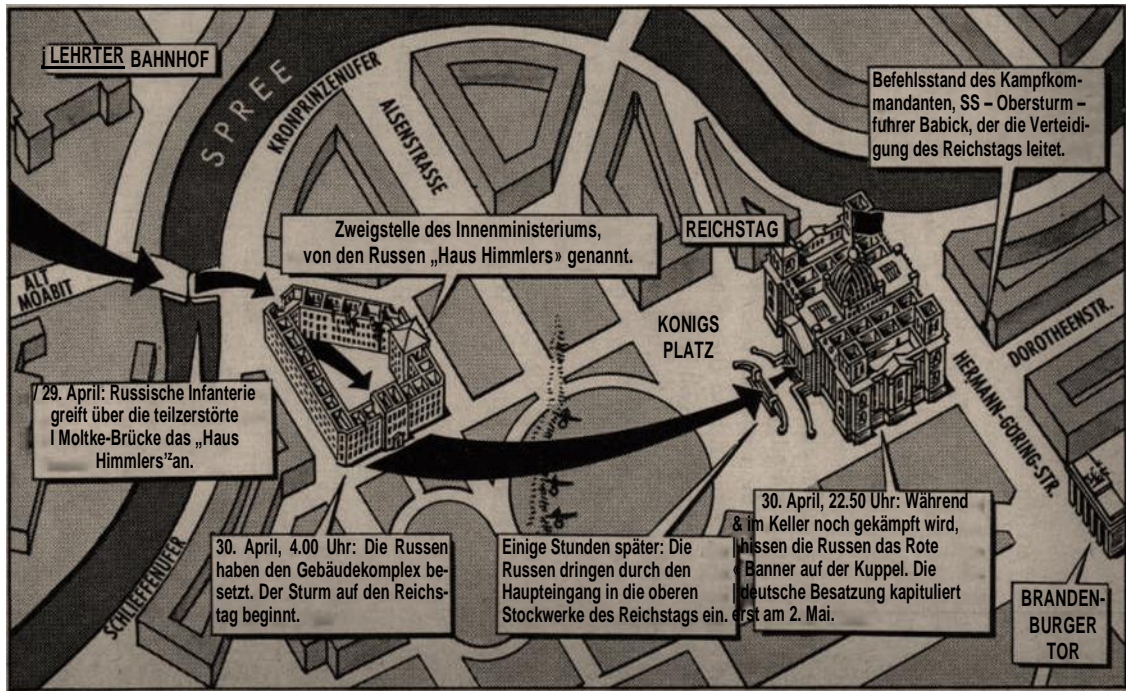 ¡ LEHRTER BAHNHOF
SPREE
KRONPRINZENUFER
ALSENSTRASSE
Befehlsstand des Kampfkom-
mandanten, SS – Obersturm –
fuhrer Babick, der die Verteidi-
gung des Reichstags leitet.
Zweigstelle des Innenministeriums,
von den Russen „Haus Himmlers» genannt.
REICHSTAG
ALT
MOABIT
KONIGS
PLATZ
DOROTHEENSTR.
HERMANN-GÖRING-STR.
/ 29. April: Russische Infanterie
greift über die teilzerstörte
l Moltke-Brücke das „Haus
Himmlers'²an.
SCHLIEFFENUFER
30. April, 4.00 Uhr: Die Russen
haben den Gebäudekomplex be-
setzt. Der Sturm auf den Reichs-
tag beginnt.
Einige Stunden später: Die
Russen dringen durch den
Haupteingang in die oberen
Stockwerke des Reichstags ein.
30. April, 22.50 Uhr: Während
& im Keller noch gekämpft wird,
| hissen die Russen das Rote
« Banner auf der Kuppel. Die
| deutsche Besatzung kapituliert
erst am 2. Mai.
BRANDEN-
BURGER
TOR